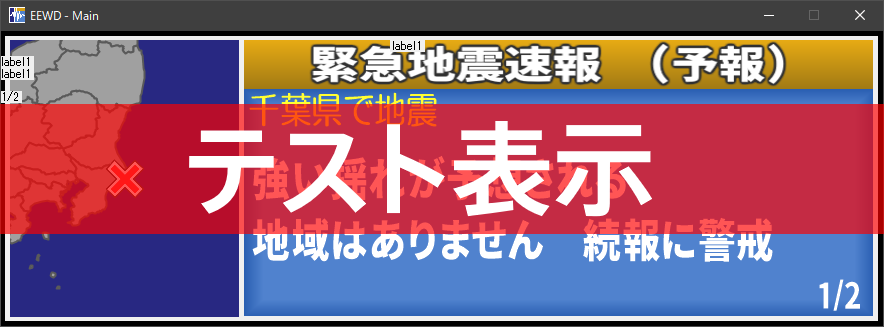 EEWD - Main
label1
label1
label1
1/2
緊急地震速報　（予報）
千葉県で地震
テスト表示
強い揺れが予想される
地域はありません　続報に警戒
1/2